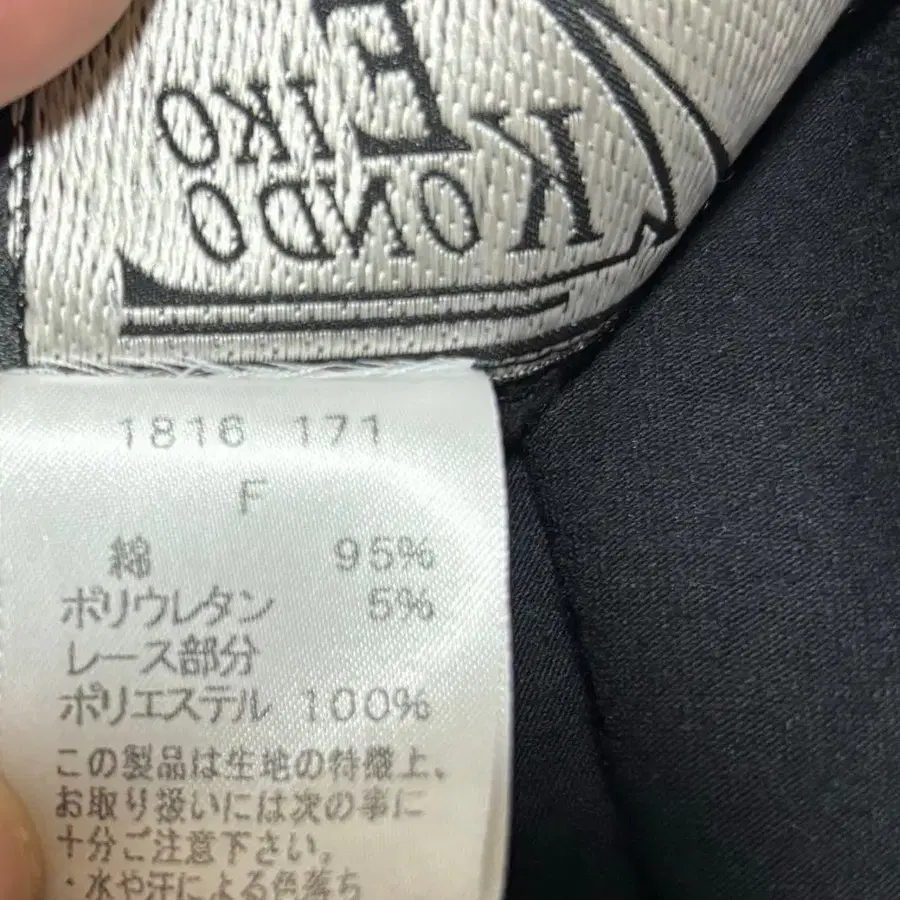 EIKO
KONDO
1816 171
F
綿 95%
ポリウレタン 5%
レース部分
ポリエステル 100%
この製品は生地の特徴上、
お取り扱いには次の事に
十分ご注意下さい。
・水や汗による色落ち